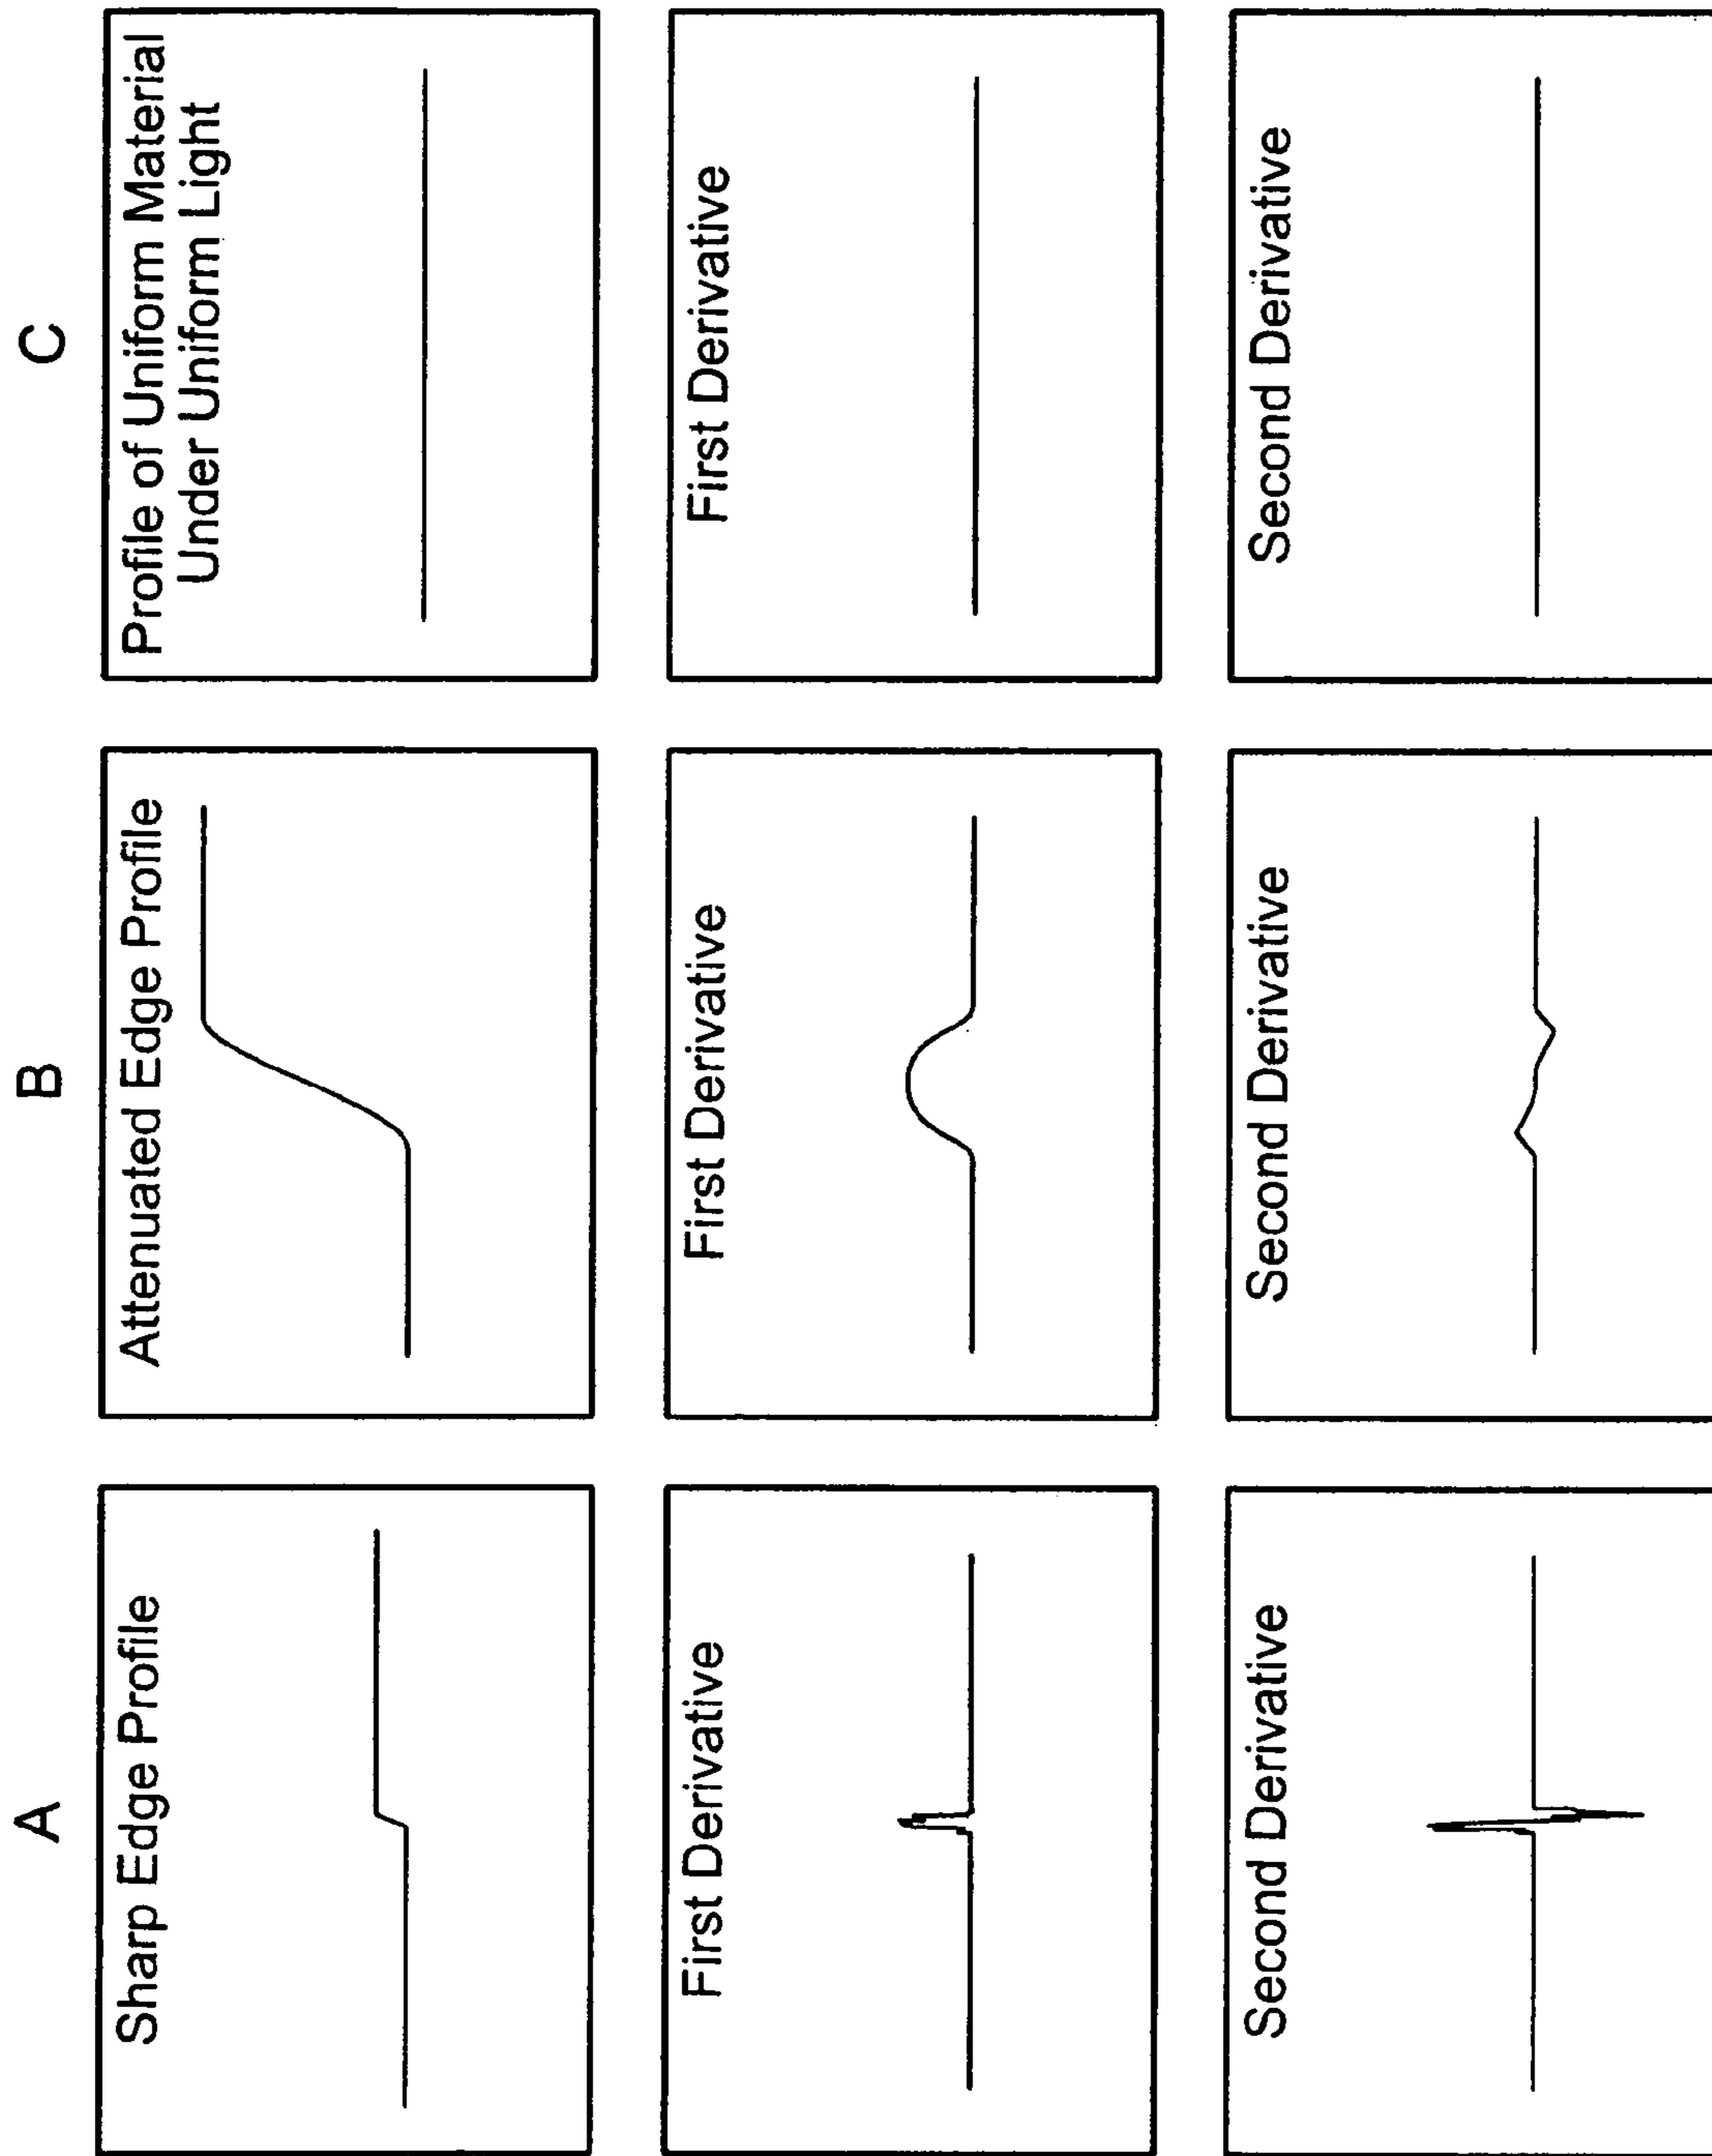 A
B
C
Sharp Edge Profile
Attenuated Edge Profile
Profile of Uniform Material
Under Uniform Light
First Derivative
First Derivative
First Derivative
Second Derivative
Second Derivative
Second Derivative